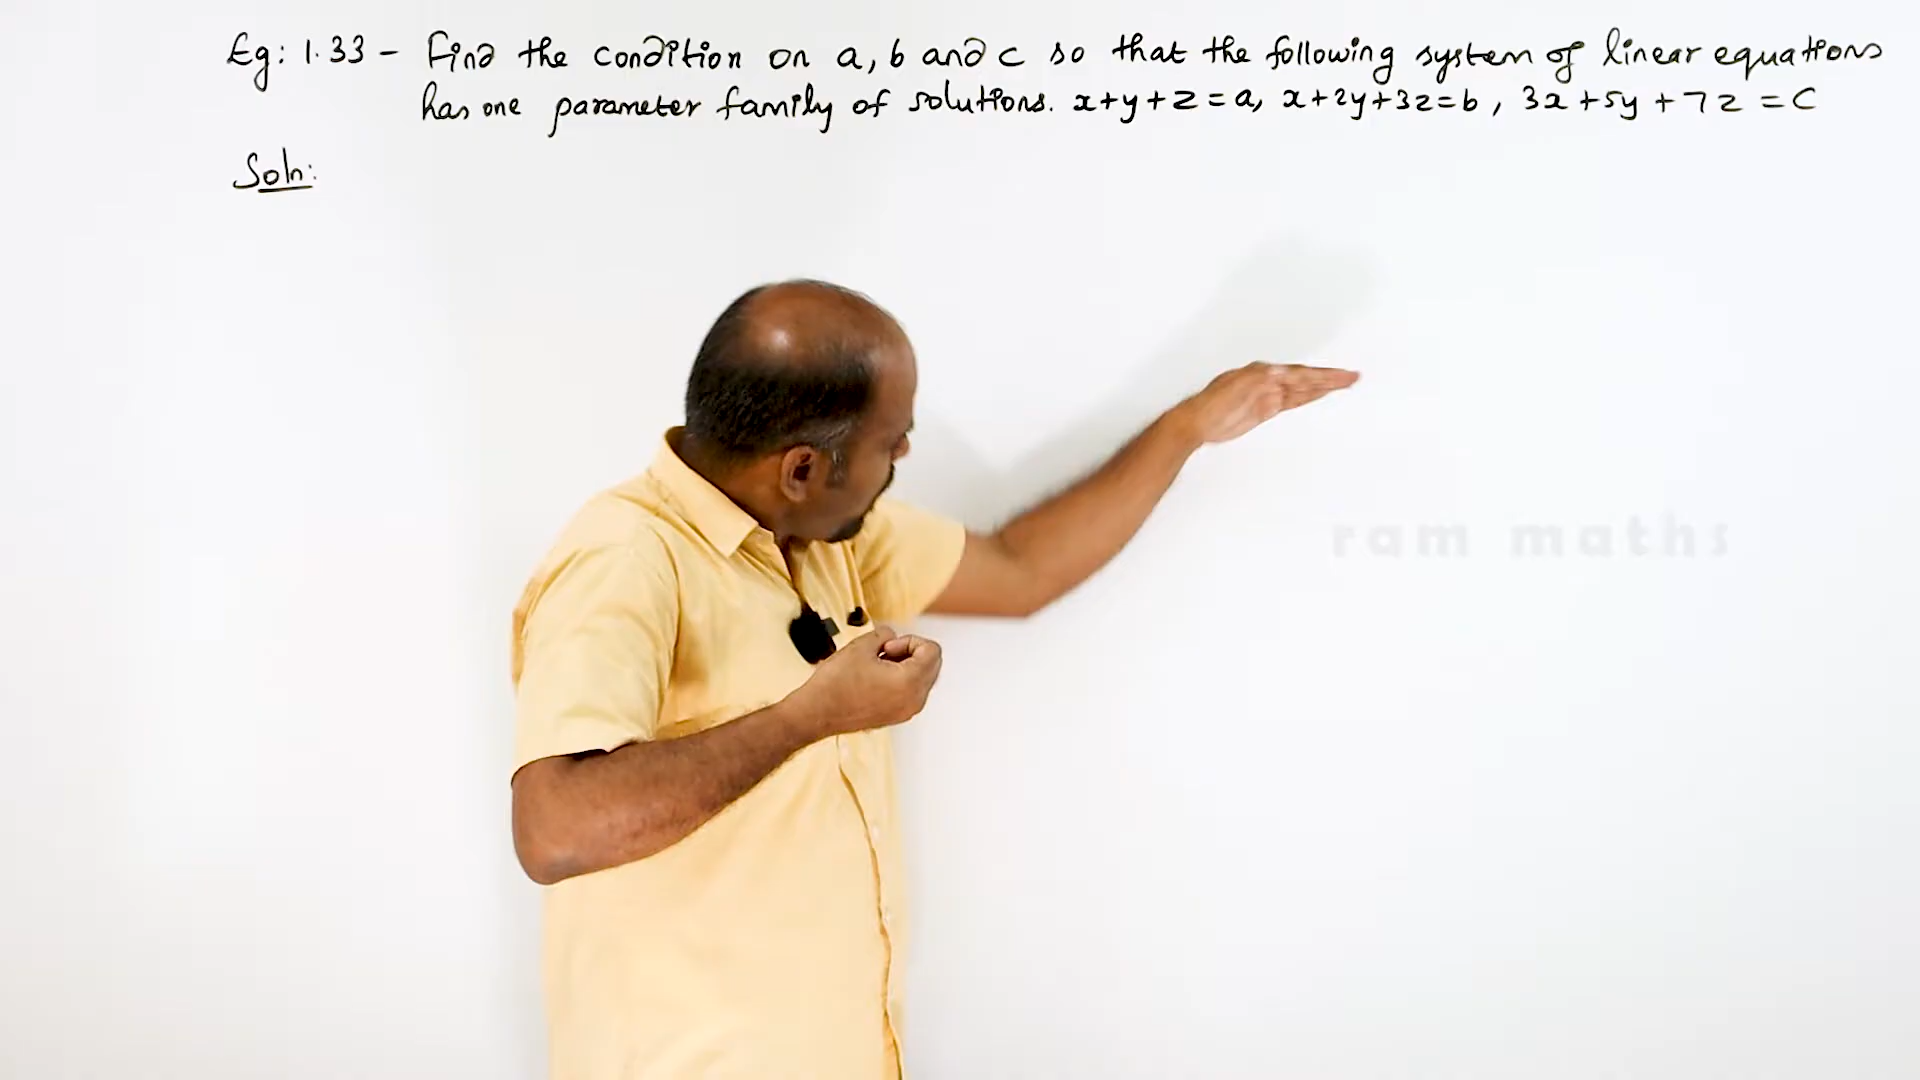 Eg: 1.33 - Find the condition on a, b and c so that the following system of linear equations
has one parameter family of solutions. x+y+z=a, x+2y+3z=b, 3x+5y+7z=c
Soln:
ram maths